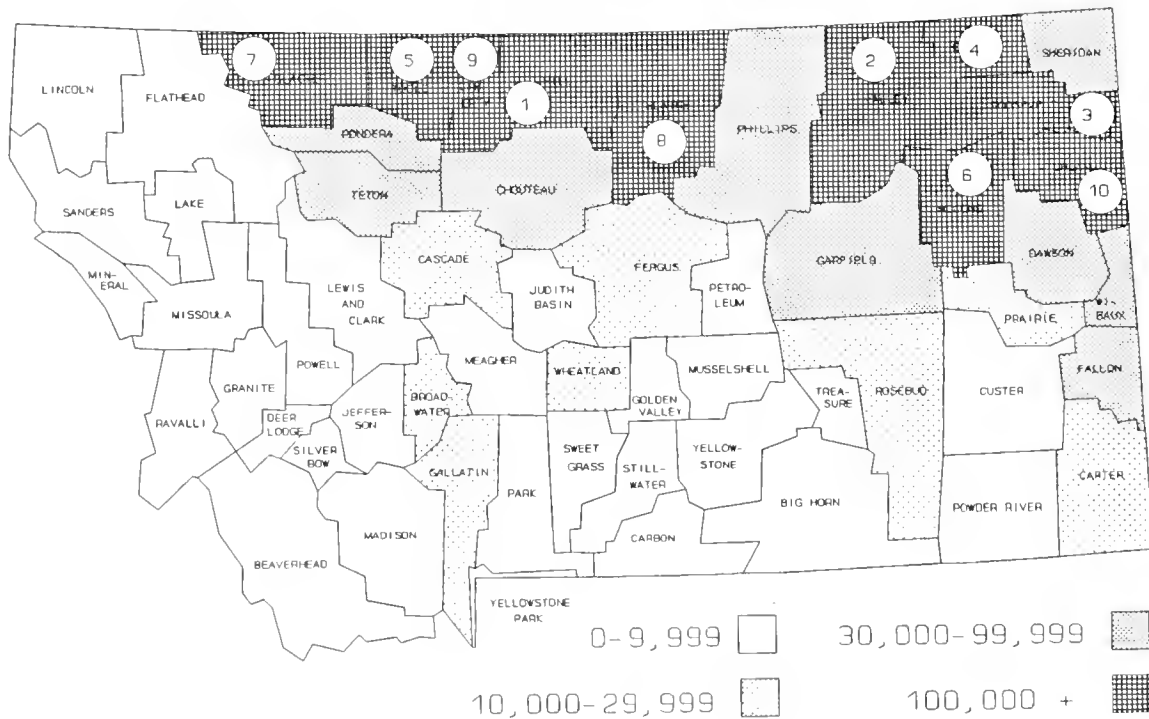 7
5
9
2
4
SHERIDAN
LINCOLN
FLATHEAD
1
3
PONDERA
PHILLIPS
8
6
10
TETON
CHOUTEAU
SANDERS
LAKE
CASCADE
FERGUS
GARFIELD
DAWSON
MIN-
ERAL
MISSOULA
LEWIS
AND
CLARK
JUDITH
BASIN
PETRO-
LEUM
WI-
BAUX
PRAIRIE
POWELL
MEAGHER
WHEATLAND
MUSSELSHELL
FALLON
GRANITE
BROAD-
WATER
GOLDEN
VALLEY
TREA-
SURE
ROSEBUD
CUSTER
RAVALLI
DEER
LODGE
JEFFER-
SON
SILVER
BOW
GALLATIN
SWEET
GRASS
STILL-
WATER
YELLOW-
STONE
CARTER
PARK
BIG HORN
POWDER RIVER
MADISON
CARBON
BEAVERHEAD
YELLOWSTONE
PARK
0-9,999
30,000-99,999
10,000-29,999
100,000 +